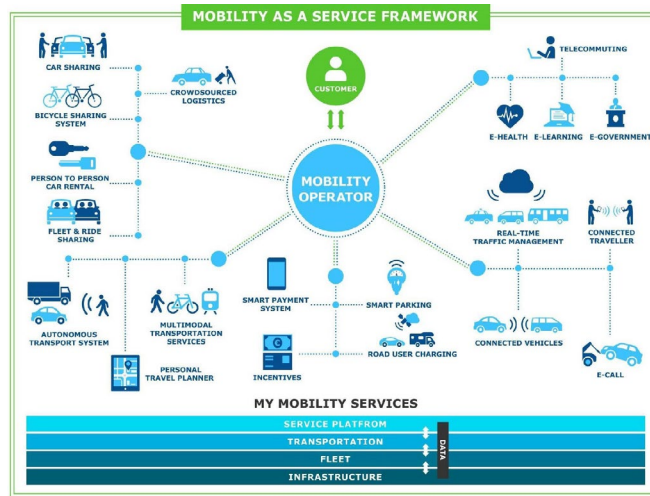 MOBILITY AS A SERVICE FRAMEWORK
CAR SHARING
CROWDSOURCED
LOGISTICS
BICYCLE SHARING
SYSTEM
PERSON TO PERSON
CAR RENTAL
FLEET & RIDE
SHARING
CUSTOMER
MOBILITY
OPERATOR
TELECOMMUTING
E-HEALTH
E-LEARNING
E-GOVERNMENT
REAL-TIME
TRAFFIC MANAGEMENT
CONNECTED
TRAVELLER
AUTONOMOUS
TRANSPORT SYSTEM
MULTIMODAL
TRANSPORTATION
SERVICES
PERSONAL
TRAVEL PLANNER
SMART PAYMENT
SYSTEM
SMART PARKING
INCENTIVES
ROAD USER CHARGING
CONNECTED VEHICLES
E-CALL
MY MOBILITY SERVICES
SERVICE PLATFROM
TRANSPORTATION
FLEET
INFRASTRUCTURE
DATA